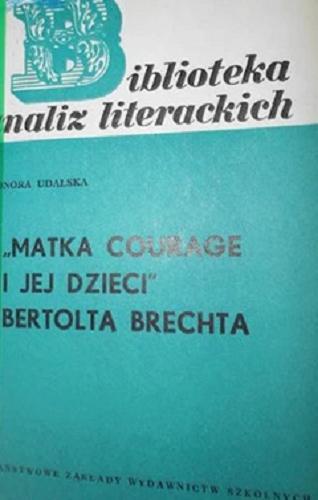 Biblioteka
naliz literackich
ONORA UDALSKA
„MATKA COURAGE
I JEJ DZIECI”
BERTOLTA BRECHTA
AŃSTWOWE ZAKŁADY WYDAWNICTW SZKOLNYCH